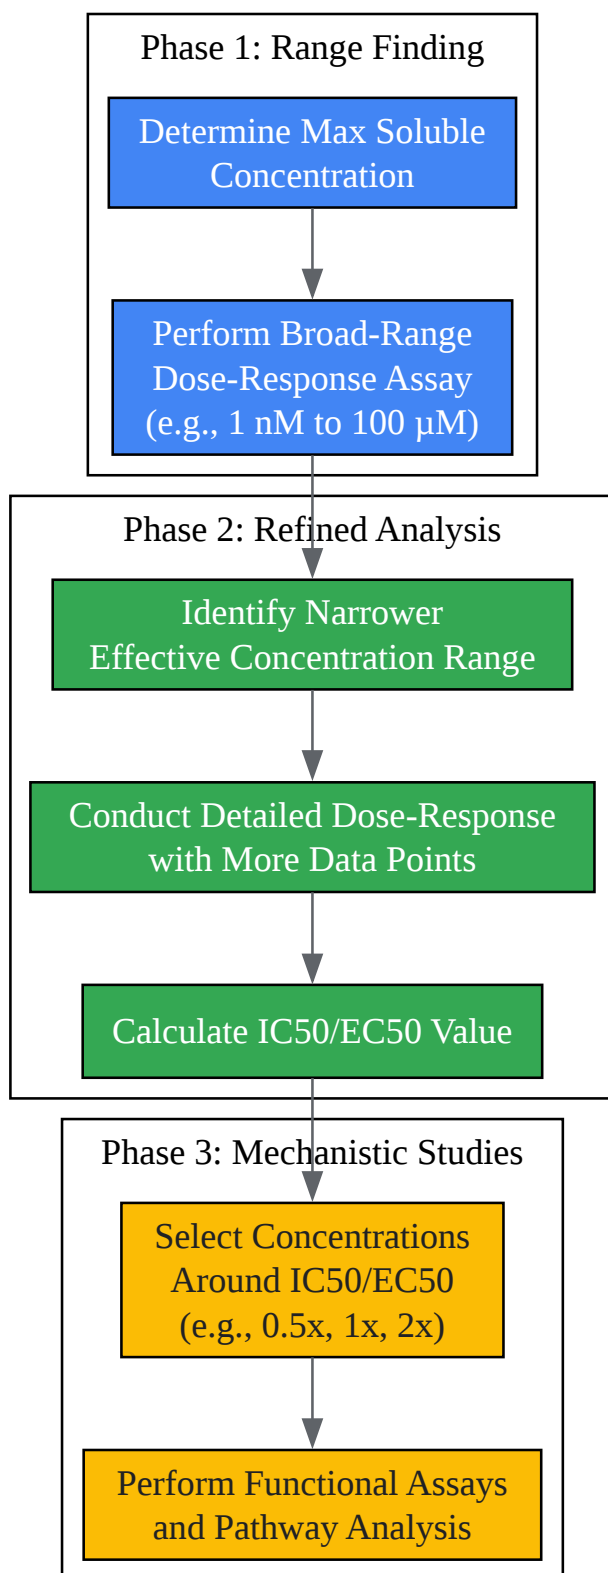 Phase 1: Range Finding
Determine Max Soluble
Concentration
Perform Broad-Range
Dose-Response Assay
(e.g., 1 nM to 100 µM)
Phase 2: Refined Analysis
Identify Narrower
Effective Concentration Range
Conduct Detailed Dose-Response
with More Data Points
Calculate IC50/EC50 Value
Phase 3: Mechanistic Studies
Select Concentrations
Around IC50/EC50
(e.g., 0.5x, 1x, 2x)
Perform Functional Assays
and Pathway Analysis